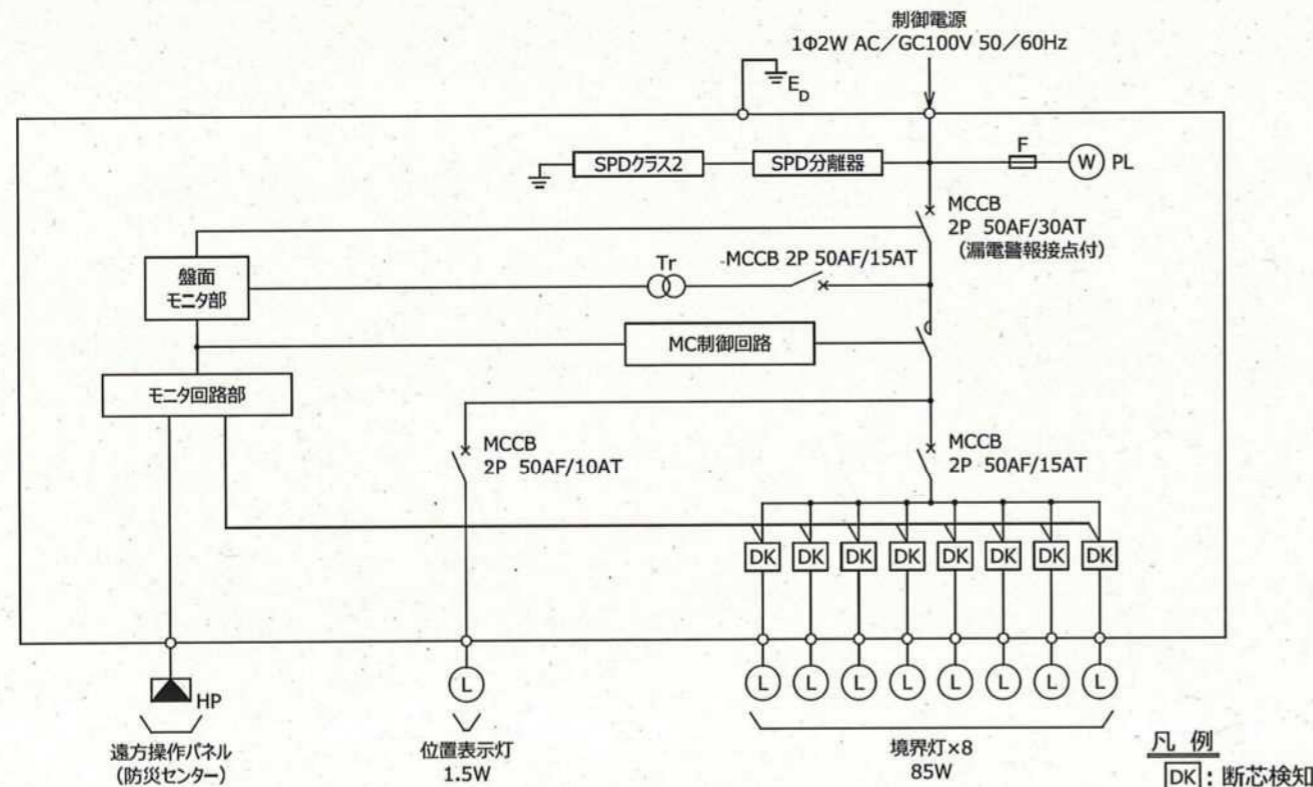 制御電源
1Φ2W AC／GC100V 50／60Hz
E_D
SPDクラス2
SPD分離器
F
W
PL
MCCB
2P 50AF/30AT
(漏電警報接点付)
盤面
モニタ部
Tr
MCCB 2P 50AF/15AT
MC制御回路
モニタ回路部
MCCB
2P 50AF/10AT
MCCB
2P 50AF/15AT
DK DK DK DK DK DK DK DK
HP
L
L L L L L L L L
遠方操作パネル
(防災センター)
位置表示灯
1.5W
境界灯×8
85W
凡 例
DK：断芯検知